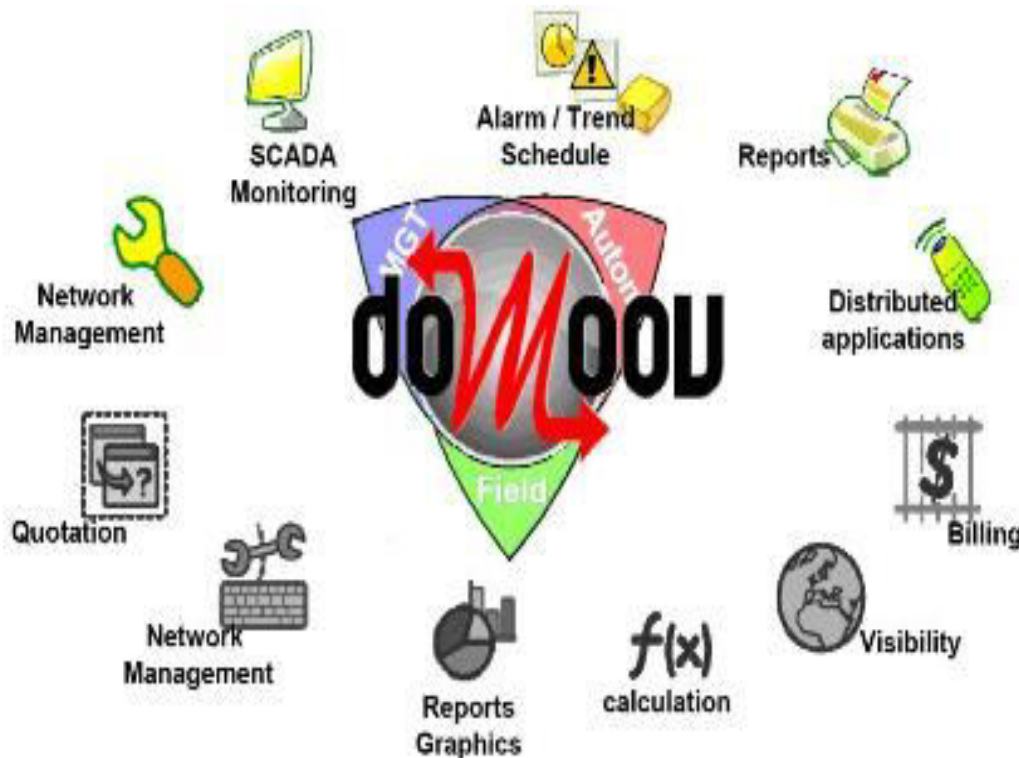 Alarm / Trend
Schedule
SCADA
Monitoring
Reports
MGT
Autom
Network
Management
Distributed
applications
doMooV
Field
Quotation
?
$
Billing
Network
Management
Visibility
f(x)
calculation
Reports
Graphics